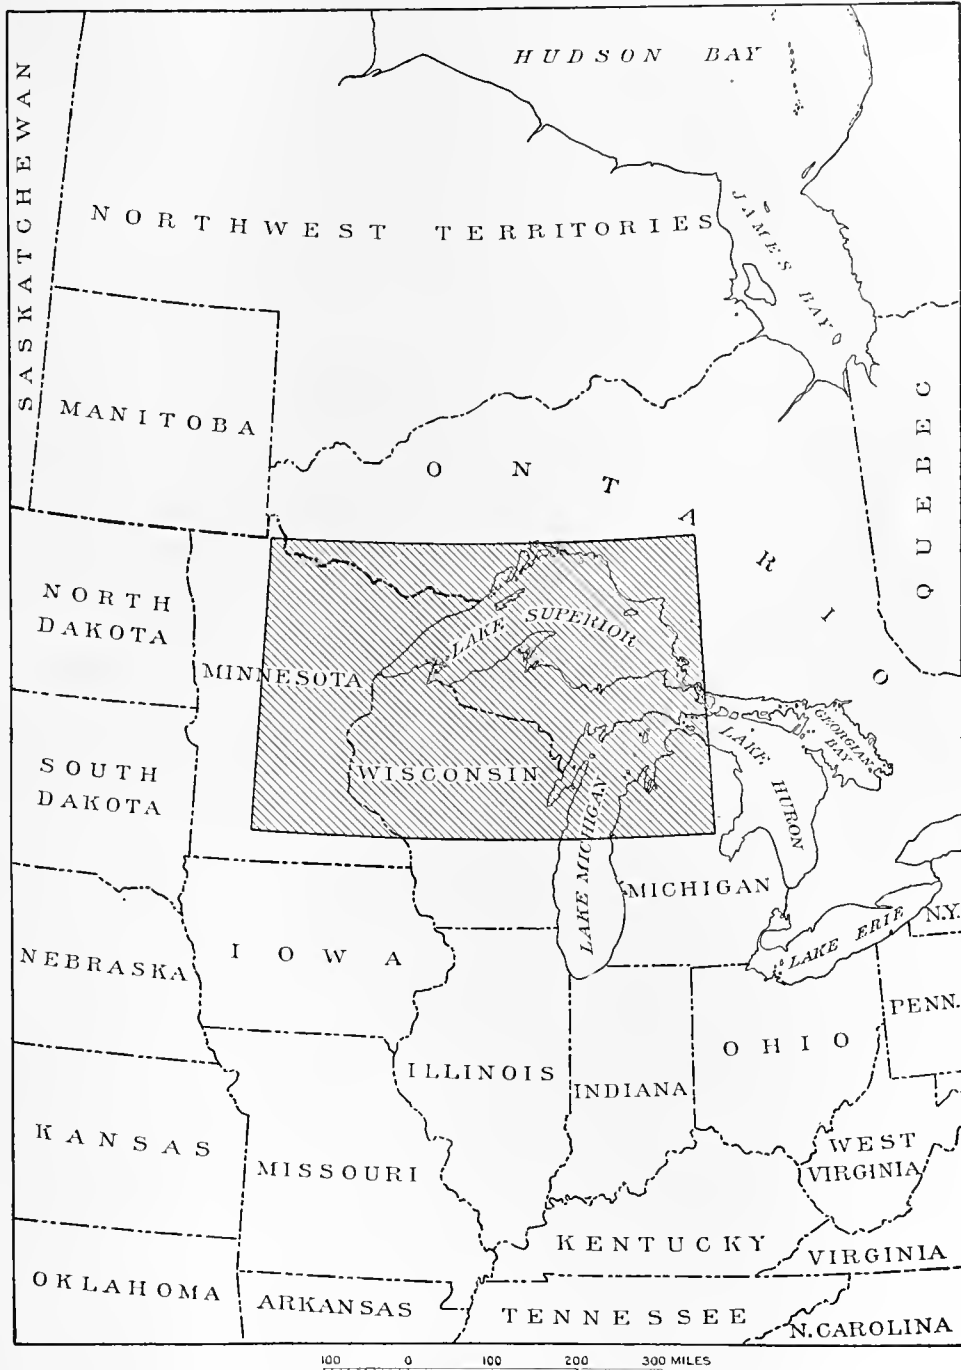 HUDSON BAY
SASKATCHEWAN
NORTHWEST TERRITORIES
JAMES BAY
MANITOBA
QUEBEC
ONTARIO
NORTH
DAKOTA
MINNESOTA
LAKE SUPERIOR
SOUTH
DAKOTA
WISCONSIN
LAKE MICHIGAN
LAKE HURON
GEORGIAN
BAY
MICHIGAN
LAKE ERIE
N.Y.
NEBRASKA
IOWA
PENN.
ILLINOIS
INDIANA
OHIO
KANSAS
MISSOURI
WEST
VIRGINIA
KENTUCKY
VIRGINIA
OKLAHOMA
ARKANSAS
TENNESSEE
N. CAROLINA
100 0 100 200 300 MILES